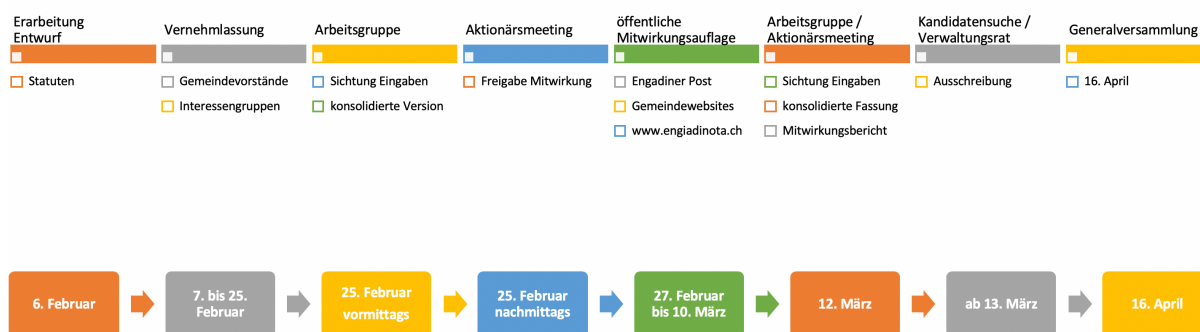 Erarbeitung
Entwurf
Statuten
Vernehmlassung
Gemeindevorstände
Interessengruppen
Arbeitsgruppe
Sichtung Eingaben
konsolidierte Version
Aktionärsmeeting
Freigabe Mitwirkung
öffentliche
Mitwirkungsauflage
Engadiner Post
Gemeindewebsites
www.engiadinota.ch
Arbeitsgruppe /
Aktionärsmeeting
Sichtung Eingaben
konsolidierte Fassung
Mitwirkungsbericht
Kandidatensuche /
Verwaltungsrat
Ausschreibung
Generalversammlung
16. April
6. Februar
7. bis 25.
Februar
25. Februar
vormittags
25. Februar
nachmittags
27. Februar
bis 10. März
12. März
ab 13. März
16. April